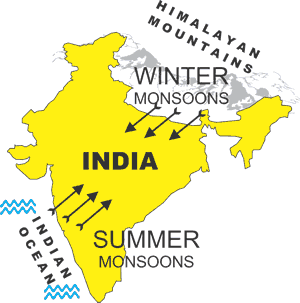 HIMALAYAN
MOUNTAINS
WINTER
MONSOONS
INDIA
INDIAN
OCEAN
SUMMER
MONSOONS